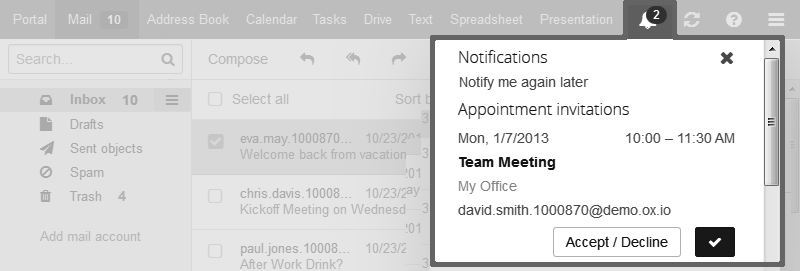 Portal Mail 10 Address Book Calendar Tasks Drive Text Spreadsheet Presentation 2
Search...
Inbox 10
Drafts
Sent objects
Spam
Trash 4
Add mail account
Compose
Select all Sort b
eva.may.1000870... 10/23/201
Welcome back from vacation
chris.davis.10008... 10/23/2
Kickoff Meeting on Wednesd
paul.jones.10008... 10/23/2
After Work Drink?
Notifications
Notify me again later
Appointment invitations
Mon, 1/7/2013 10:00 – 11:30 AM
Team Meeting
My Office
david.smith.1000870@demo.ox.io
Accept / Decline